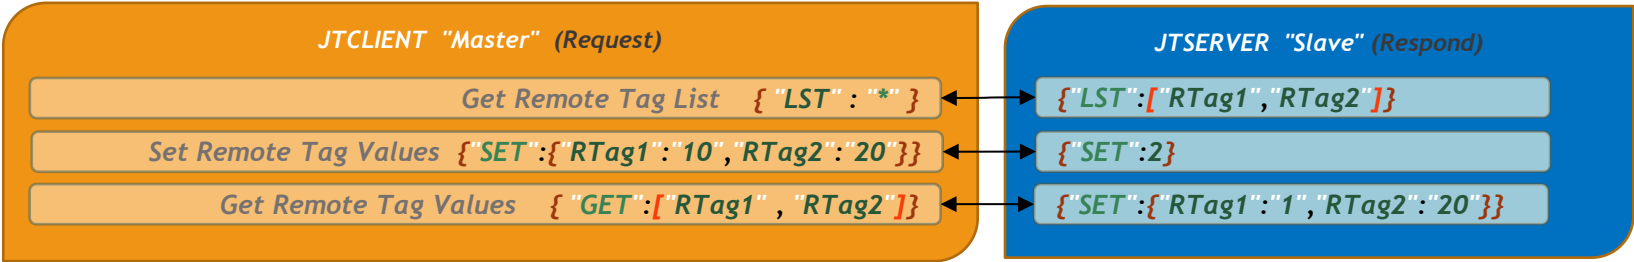 JTCLIENT "Master" (Request)
Get Remote Tag List { "LST" : "*" }
Set Remote Tag Values {"SET":{"RTag1":"10","RTag2":"20"}}
Get Remote Tag Values { "GET":["RTag1" , "RTag2"]}
JTSERVER "Slave" (Respond)
{"LST":["RTag1","RTag2"]}
{"SET":2}
{"SET":{"RTag1":"1","RTag2":"20"}}